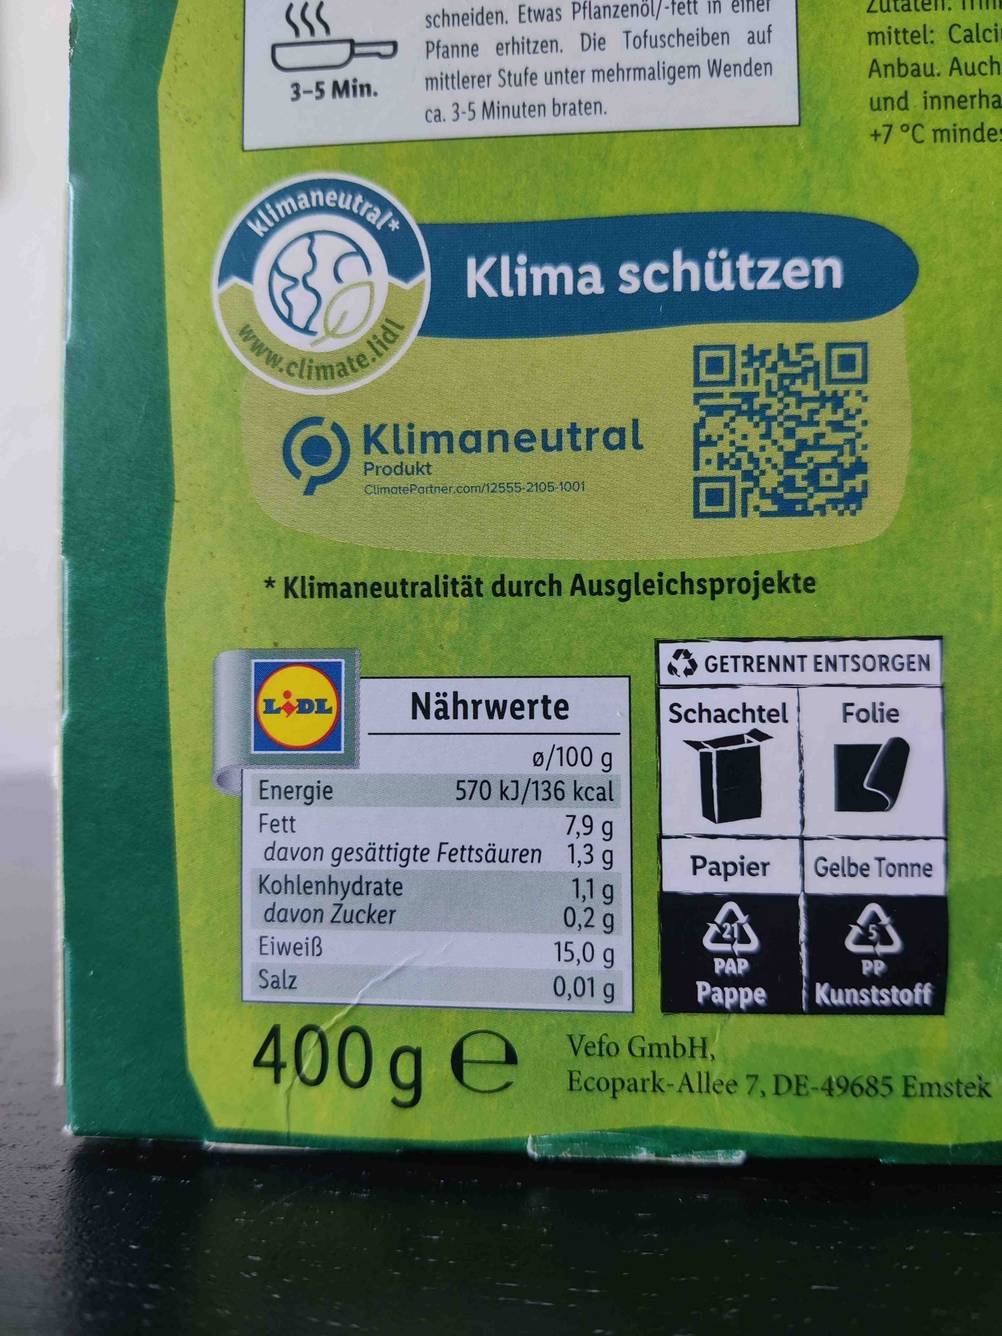 schneiden. Etwas Pflanzenöl/-fett in einer
Pfanne erhitzen. Die Tofuscheiben auf
mittlerer Stufe unter mehrmaligem Wenden
ca. 3-5 Minuten braten.
3-5 Min.
mittel: Calci
Anbau. Auch
und innerha
+7 °C mindes
klimaneutral*
www.climate.lidl
Klima schützen
Klimaneutral
Produkt
ClimatePartner.com/12555-2105-1001
* Klimaneutralität durch Ausgleichsprojekte
LIDL
Nährwerte
ø/100 g
Energie 570 kJ/136 kcal
Fett 7,9 g
davon gesättigte Fettsäuren 1,3 g
Kohlenhydrate 1,1 g
davon Zucker 0,2 g
Eiweiß 15,0 g
Salz 0,01 g
GETRENNT ENTSORGEN
Schachtel Folie
Papier Gelbe Tonne
21 5
PAP PP
Pappe Kunststoff
400 g e
Vefo GmbH,
Ecopark-Allee 7, DE-49685 Emstek